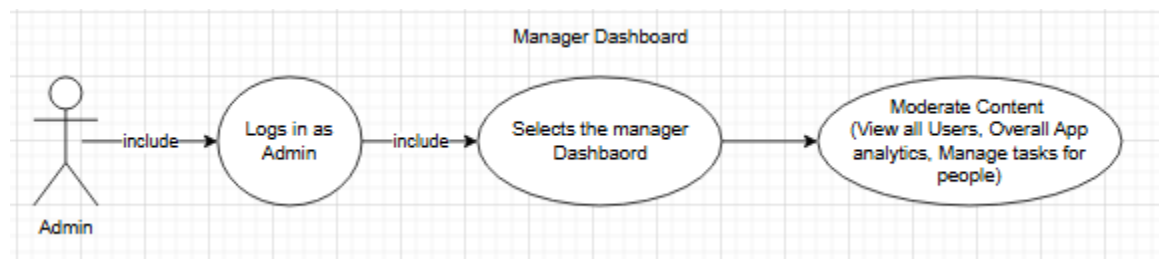 Manager Dashboard
include
Logs in as
Admin
include
Selects the manager
Dashbaord
Moderate Content
(View all Users, Overall App
analytics, Manage tasks for
people)
Admin